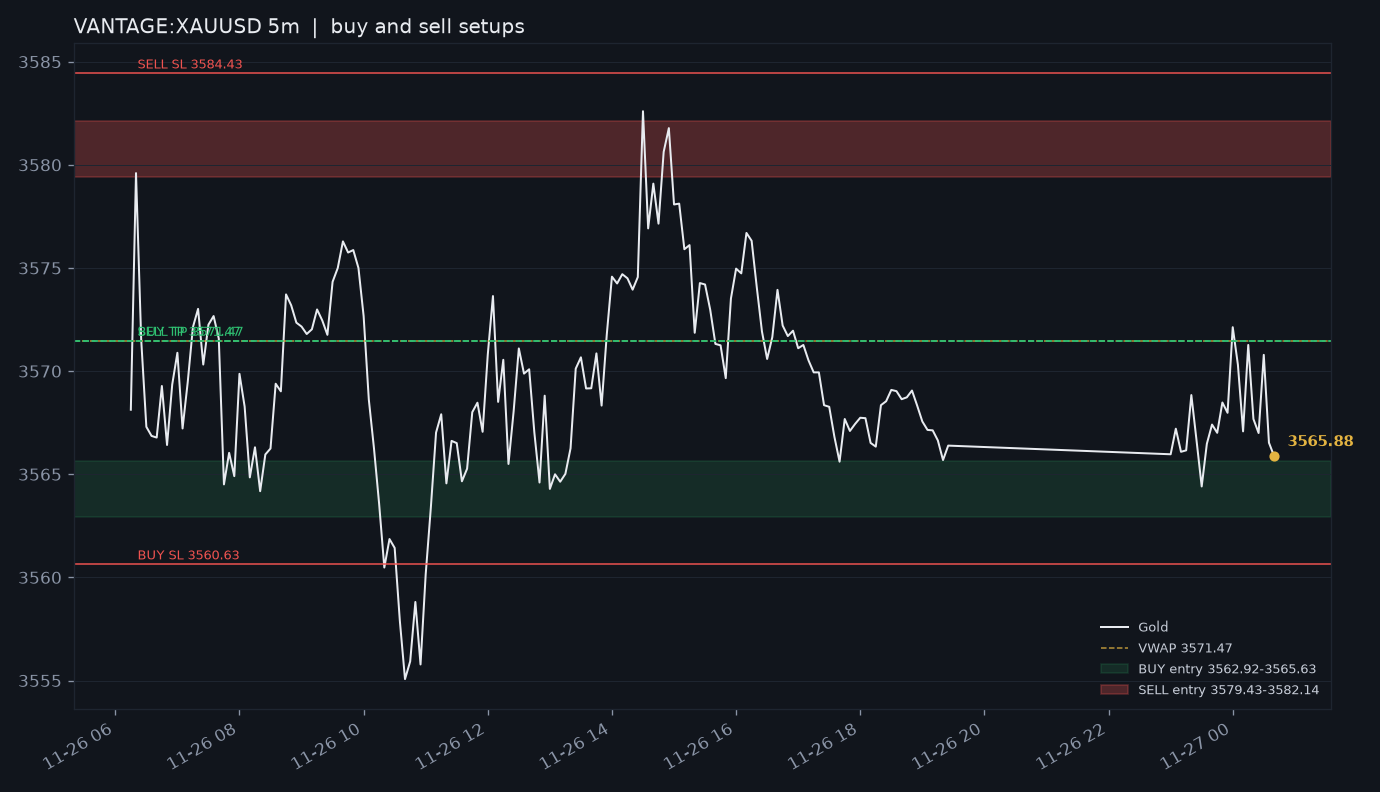 VANTAGE:XAUUSD 5m | buy and sell setups
3585
SELL SL 3584.43
3580
3575
3570
3565.88
3565
BUY SL 3560.63
3560
3555
Gold
VWAP 3571.47
BUY entry 3562.92-3565.63
SELL entry 3579.43-3582.14
11-26 06
11-26 08
11-26 10
11-26 12
11-26 14
11-26 16
11-26 18
11-26 20
11-26 22
11-27 00